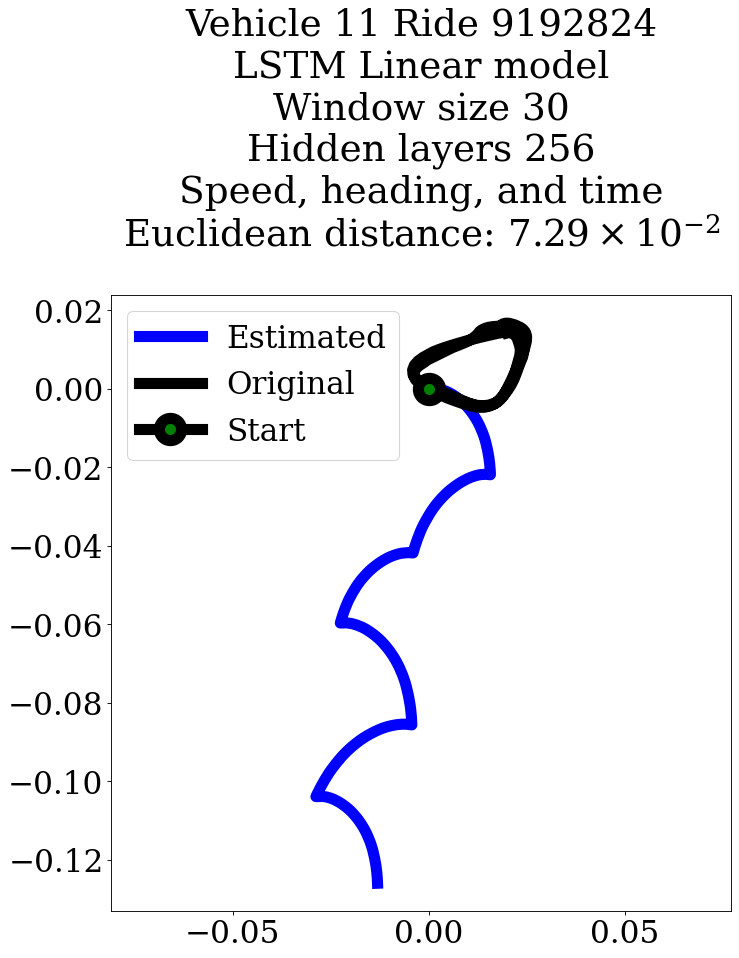 Vehicle 11 Ride 9192824
LSTM Linear model
Window size 30
Hidden layers 256
Speed, heading, and time
Euclidean distance: 7.29 × 10⁻²
Estimated
Original
Start
0.02
0.00
−0.02
−0.04
−0.06
−0.08
−0.10
−0.12
−0.05
0.00
0.05